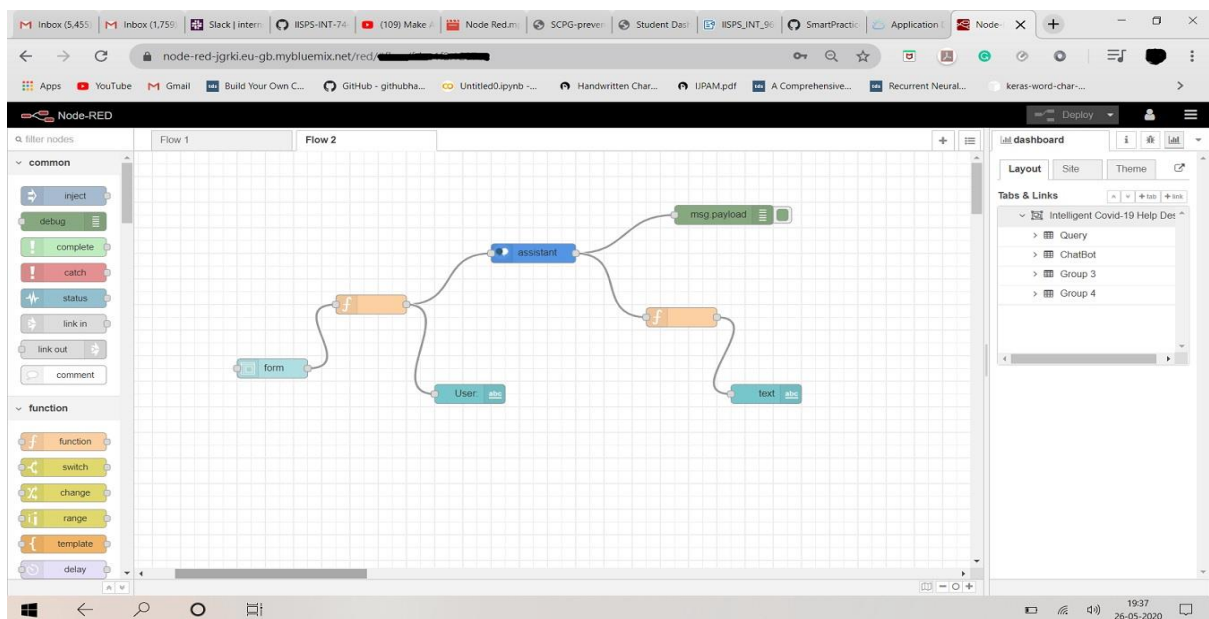 Inbox (5,455
Inbox (1,759
Slack | intern
IISPS-INT-74
(109) Make A
Node Red.m
SCPG-preven
Student Das
IISPS_INT_96
SmartPractic
Application
Node-
node-red-jgrki.eu-gb.mybluemix.net/red/
Apps
YouTube
Gmail
Build Your Own C...
GitHub - githubha...
Untitled0.ipynb -...
Handwritten Char...
IJPAM.pdf
A Comprehensive...
Recurrent Neural...
keras-word-char-...
Node-RED
Deploy
filter nodes
Flow 1
Flow 2
dashboard
common
Layout
Site
Theme
Tabs & Links
+ tab
+ link
inject
debug
complete
catch
status
link in
link out
comment
function
function
switch
change
range
template
delay
msg.payload
assistant
form
User:
abc
text
abc
Intelligent Covid-19 Help Des
Query
ChatBot
Group 3
Group 4
19:37
26-05-2020